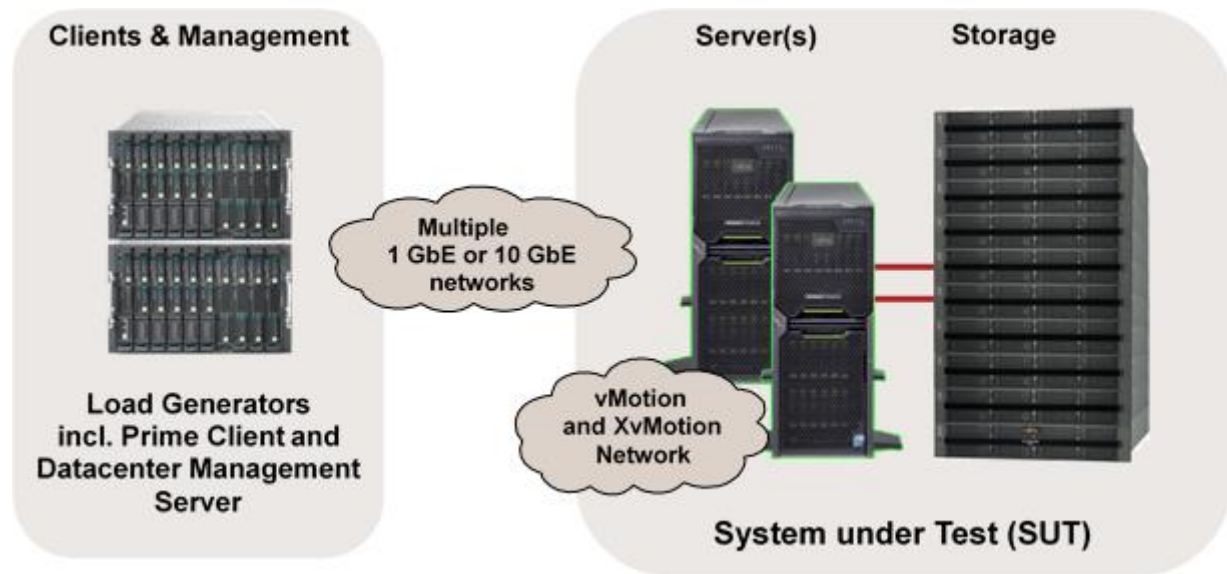 Clients & Management
Load Generators
incl. Prime Client and
Datacenter Management
Server
Multiple
1 GbE or 10 GbE
networks
Server(s)
Storage
vMotion
and XvMotion
Network
System under Test (SUT)